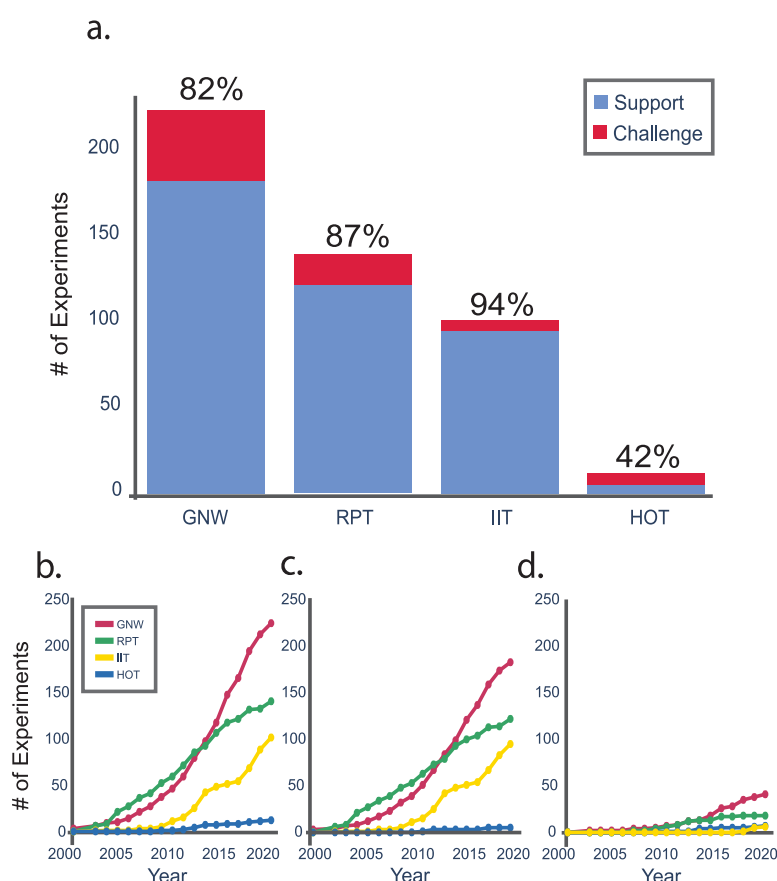 a.
82%
87%
94%
42%
Support
Challenge
# of Experiments
200
150
100
50
0
GNW
RPT
IIT
HOT
b.
# of Experiments
250
200
150
100
50
0
GNW
RPT
IIT
HOT
2000
2005
2010
2015
2020
Year
c.
250
200
150
100
50
0
2000
2005
2010
2015
2020
Year
d.
250
200
150
100
50
0
2000
2005
2010
2015
2020
Year